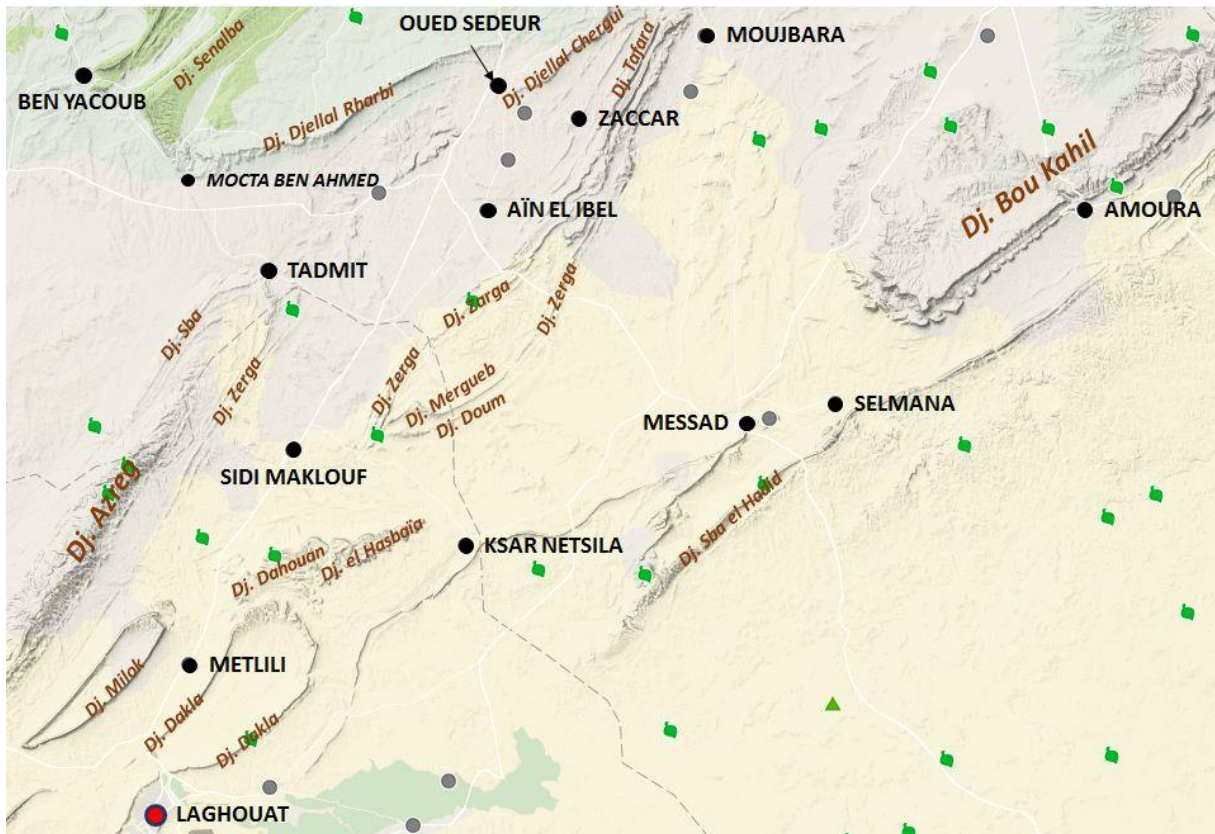 OUED SEDEUR
MOUJBARA
Dj. Senalba
Dj. Djellal Chergui
Dj. Tafara
BEN YACOUB
Dj. Djellal Rharbi
ZACCAR
MOCTA BEN AHMED
Dj. Bou Kahil
AÏN EL IBEL
AMOURA
TADMIT
Dj. Sba
Dj. Zarga
Dj. Zerga
Dj. Zerga
Dj. Zerga
Dj. Mergueb
Dj. Doum
SELMANA
MESSAD
SIDI MAKLOUF
Dj. Azreg
Dj. Sba el Hadid
KSAR NETSILA
Dj. Dahouan
Dj. el Hasbgïa
METLILI
Dj. Milok
Dj. Dakla
Dj. Dakla
LAGHOUAT